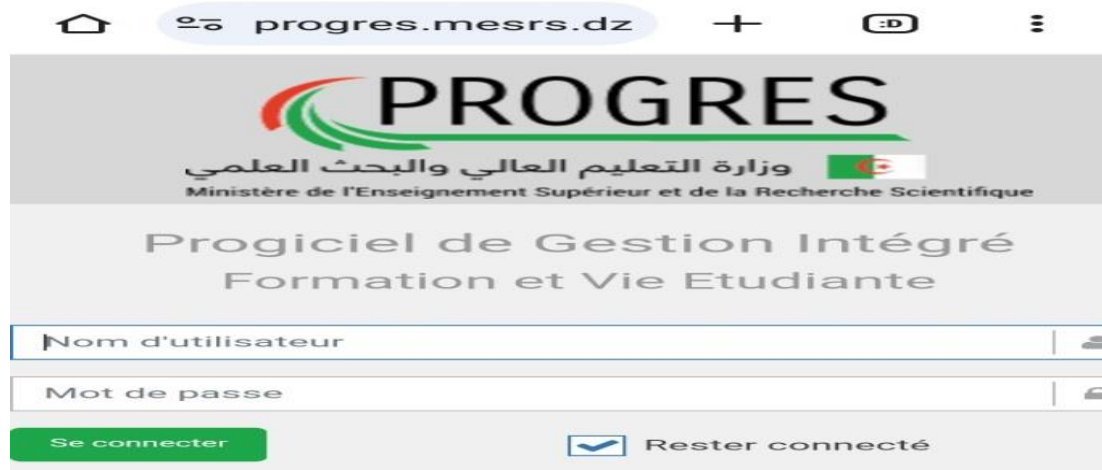 progres.mesrs.dz :D
PROGRES
وزارة التعليم العالي والبحث العلمي
Ministère de l'Enseignement Supérieur et de la Recherche Scientifique
Progiciel de Gestion Intégré
Formation et Vie Etudiante
Nom d'utilisateur
Mot de passe
Se connecter Rester connecté